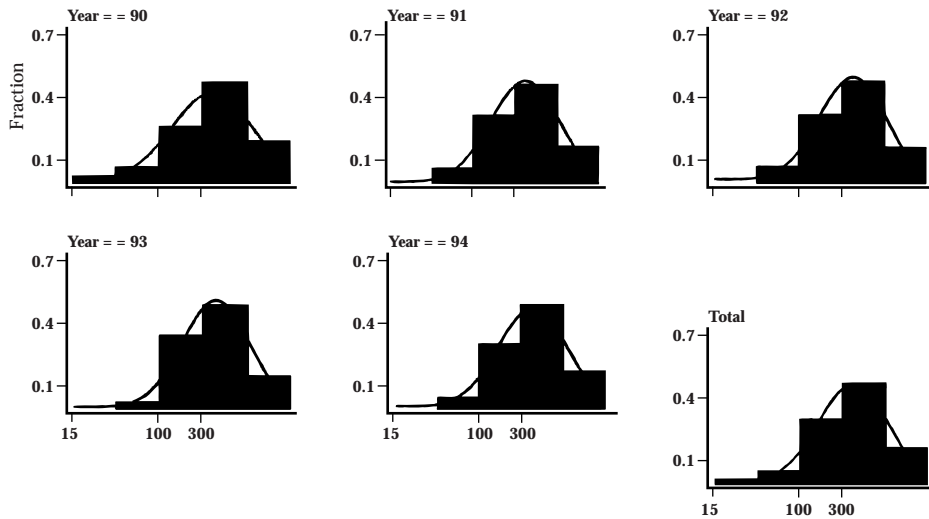 Year = = 90
Year = = 91
Year = = 92
Fraction
0.7
0.4
0.1
0.7
0.4
0.1
0.7
0.4
0.1
Year = = 93
Year = = 94
0.7
0.4
0.1
15 100 300
0.7
0.4
0.1
15 100 300
Total
0.7
0.4
0.1
15 100 300